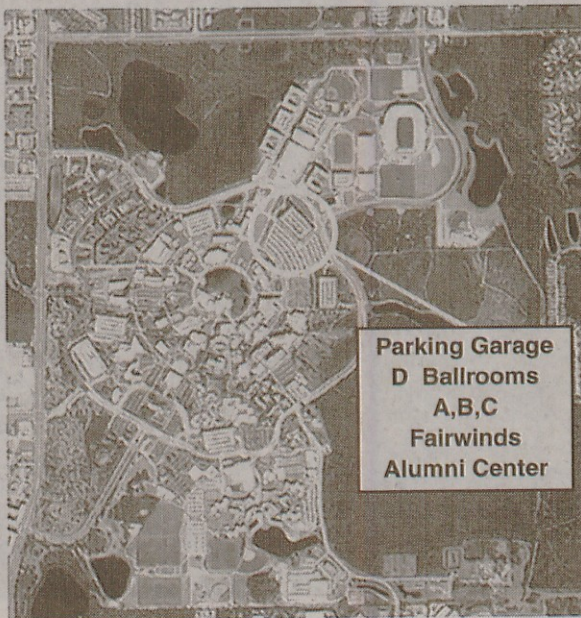 Parking Garage
D Ballrooms
A,B,C
Fairwinds
Alumni Center